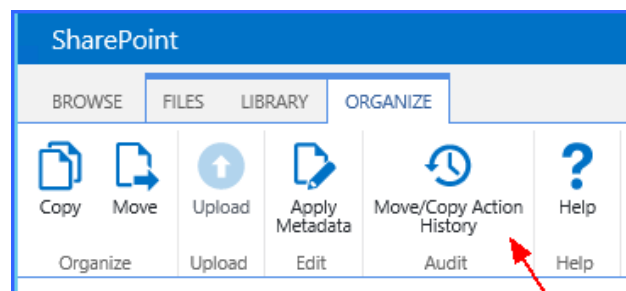 SharePoint
BROWSE FILES LIBRARY ORGANIZE
Copy Move Upload Apply Metadata Move/Copy Action History Help
Organize Upload Edit Audit Help